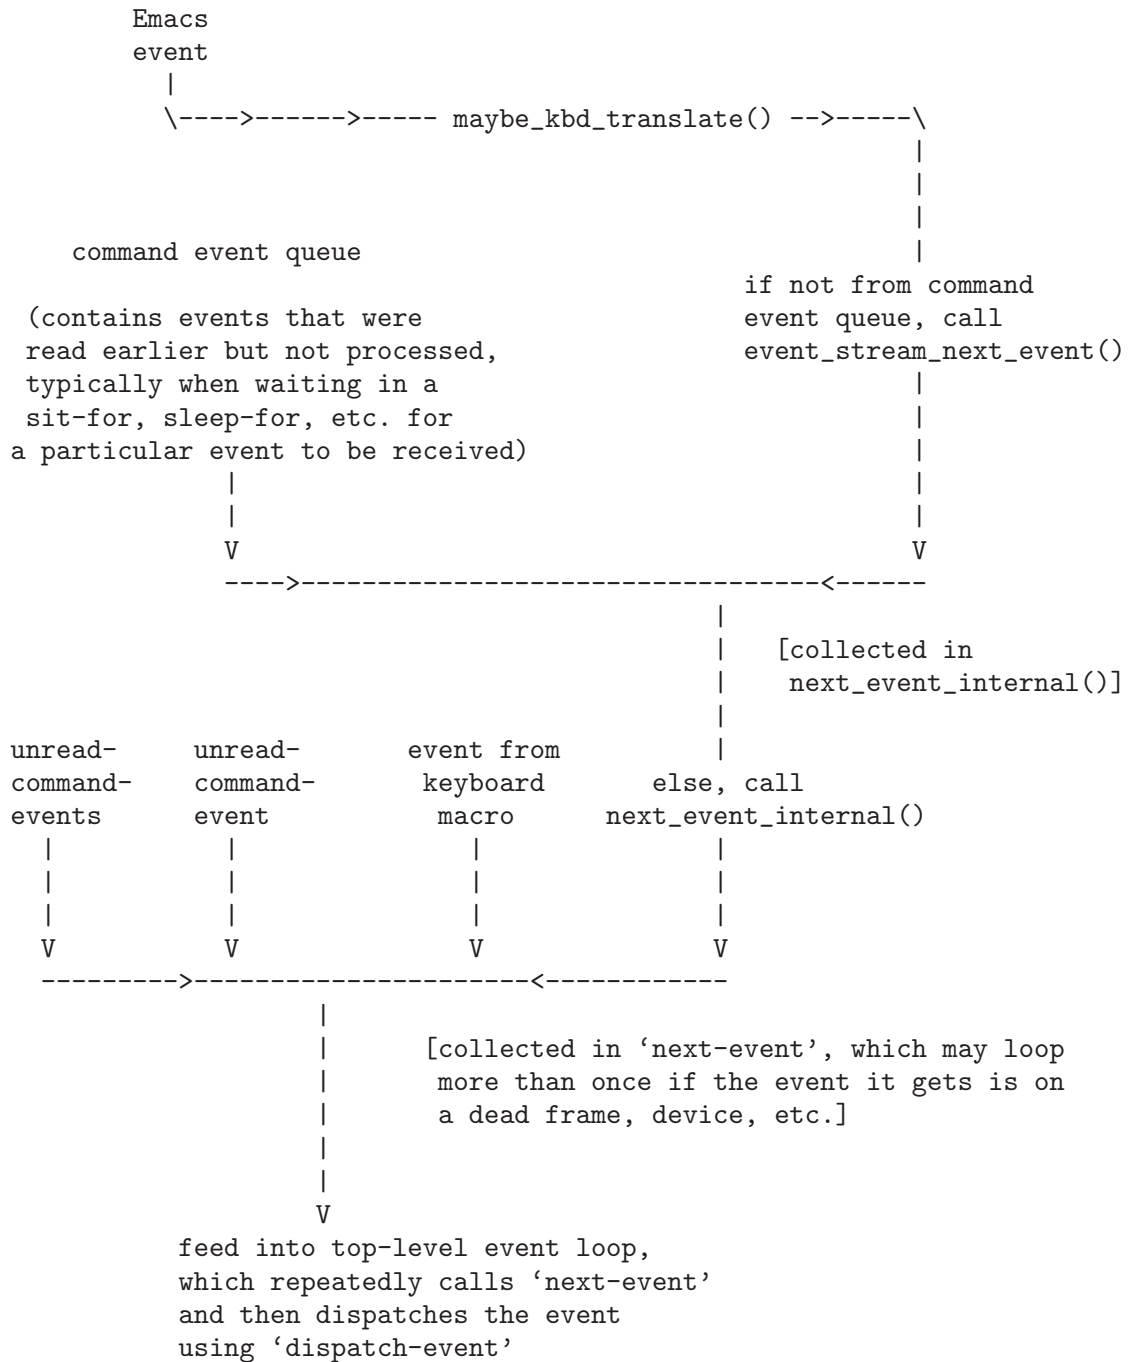 Emacs
        event
          |
          \---->------>----- maybe_kbd_translate() -->-----\
                                                           |
                                                           |
                                                           |
    command event queue                                    |
                                                if not from command
 (contains events that were                     event queue, call
 read earlier but not processed,                event_stream_next_event()
 typically when waiting in a                               |
 sit-for, sleep-for, etc. for                              |
a particular event to be received)                         |
              |                                            |
              |                                            |
              V                                            V
              ---->----------------------------------<------
                                              |
                                              |   [collected in
                                              |    next_event_internal()]
                                              |
unread-     unread-       event from          |
command-    command-       keyboard       else, call
events      event           macro      next_event_internal()
  |           |               |               |
  |           |               |               |
  |           |               |               |
  V           V               V               V
  --------->----------------------<------------
                    |
                    |      [collected in ‘next-event’, which may loop
                    |       more than once if the event it gets is on
                    |       a dead frame, device, etc.]
                    |
                    |
                    V
           feed into top-level event loop,
           which repeatedly calls ‘next-event’
           and then dispatches the event
           using ‘dispatch-event’